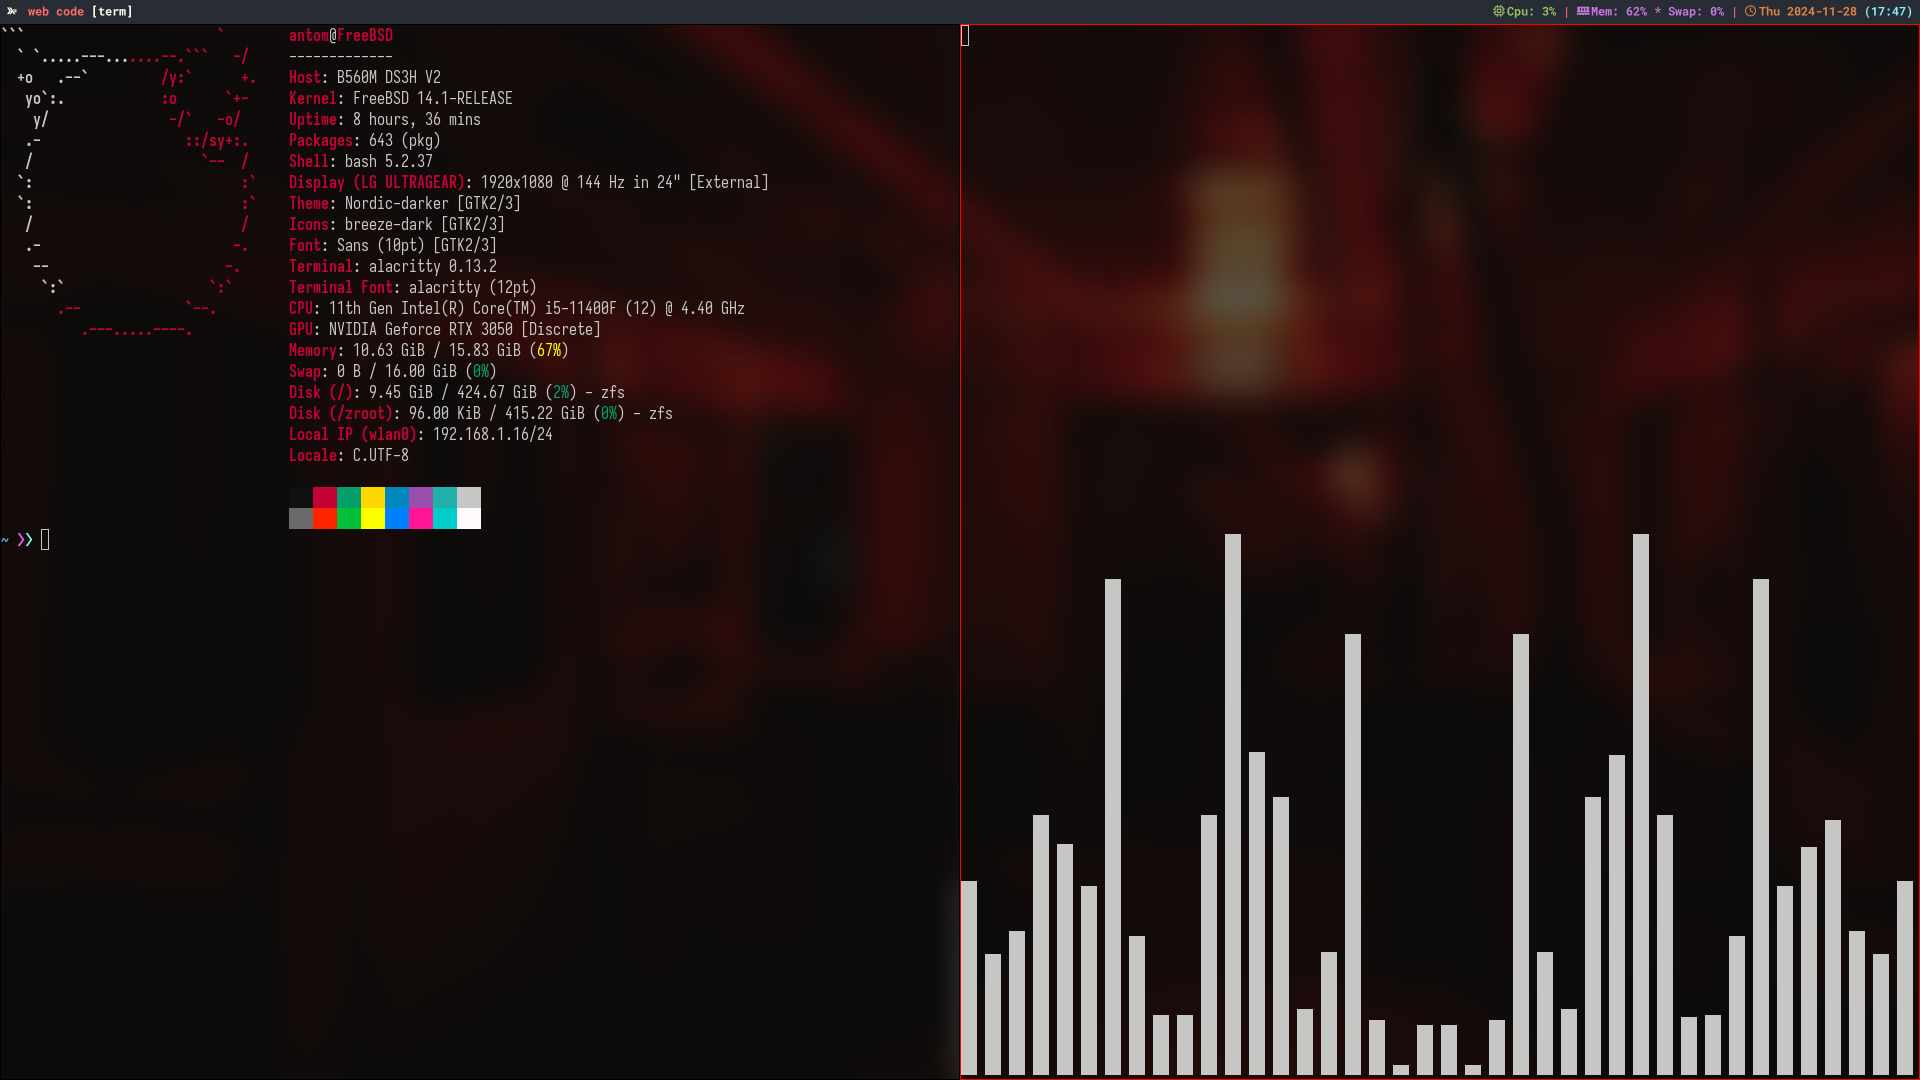 web code [term]
Cpu: 3% | Mem: 62% * Swap: 0% | Thu 2024-11-28 (17:47)
```                        `
  ` `.....---.......--.```   -/
  +o   .--`         /y:`      +.
   yo`:.            :o      `+-
    y/               -/`   -o/
   .-                  ::/sy+:.
   /                     `--  /
  `:                          :`
  `:                          :`
   /                          /
   .-                        -.
    --                      -.
     `:`                  `:`
       .--             `--.
          .---.....----.
antom@FreeBSD
-------------
Host: B560M DS3H V2
Kernel: FreeBSD 14.1-RELEASE
Uptime: 8 hours, 36 mins
Packages: 643 (pkg)
Shell: bash 5.2.37
Display (LG ULTRAGEAR): 1920x1080 @ 144 Hz in 24" [External]
Theme: Nordic-darker [GTK2/3]
Icons: breeze-dark [GTK2/3]
Font: Sans (10pt) [GTK2/3]
Terminal: alacritty 0.13.2
Terminal Font: alacritty (12pt)
CPU: 11th Gen Intel(R) Core(TM) i5-11400F (12) @ 4.40 GHz
GPU: NVIDIA Geforce RTX 3050 [Discrete]
Memory: 10.63 GiB / 15.83 GiB (67%)
Swap: 0 B / 16.00 GiB (0%)
Disk (/): 9.45 GiB / 424.67 GiB (2%) - zfs
Disk (/zroot): 96.00 KiB / 415.22 GiB (0%) - zfs
Local IP (wlan0): 192.168.1.16/24
Locale: C.UTF-8
~ ❯❯